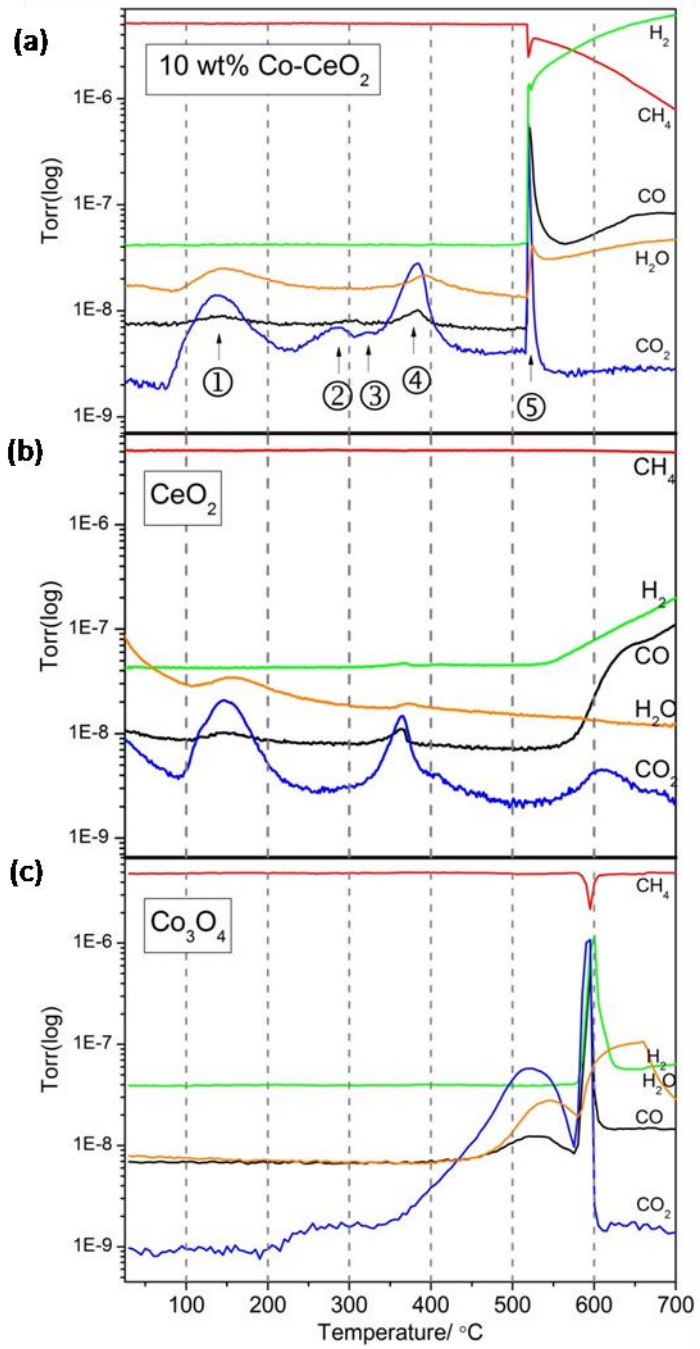 (a)
10 wt% Co-CeO₂
H₂
CH₄
CO
H₂O
CO₂
① ② ③ ④ ⑤
Torr(log)
1E-6
1E-7
1E-8
1E-9
(b)
CeO₂
CH₄
H₂
CO
H₂O
CO₂
Torr(log)
1E-6
1E-7
1E-8
1E-9
(c)
Co₃O₄
CH₄
H₂
H₂O
CO
CO₂
Torr(log)
1E-6
1E-7
1E-8
1E-9
100 200 300 400 500 600 700
Temperature/ °C